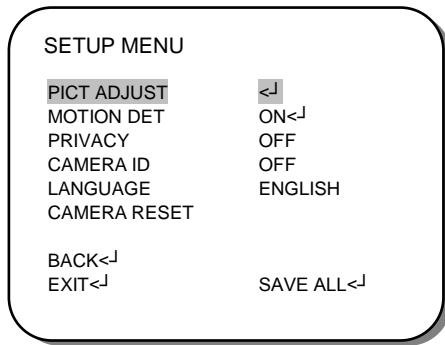 SETUP MENU
PICT ADJUST <┘
MOTION DET ON<┘
PRIVACY OFF
CAMERA ID OFF
LANGUAGE ENGLISH
CAMERA RESET
BACK<┘
EXIT<┘ SAVE ALL<┘